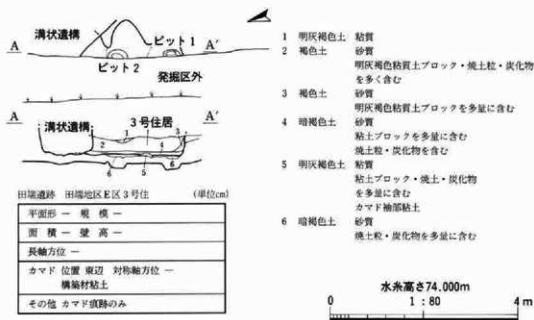 溝状遺構
ピット1
A
A′
ピット2
発掘区外
A
溝状遺構
3号住居
A′
1
2
3
4
5
6
6
6
田端遺跡 田端地区E区3号住 (単位cm)
平面形 ー 規模 ー
面積 ー 壁高 ー
長軸方位 ー
カマド 位置 東辺 対称軸方位 ー
構築材粘土
その他 カマド痕跡のみ
1 明灰褐色土 粘質
2 褐色土 砂質
明灰褐色粘質土ブロック・焼土粒・炭化物
を多く含む
3 褐色土 砂質
明灰褐色粘質土ブロックを多量に含む
4 暗褐色土 砂質
粘土ブロックを多量に含む
焼土粒・炭化物を含む
5 明灰褐色土 粘質
粘土ブロック・焼土・炭化物
を多量に含む
カマド袖部粘土
6 暗褐色土 砂質
焼土粒・炭化物を多量に含む
水糸高さ74.000m
0 1:80 4m